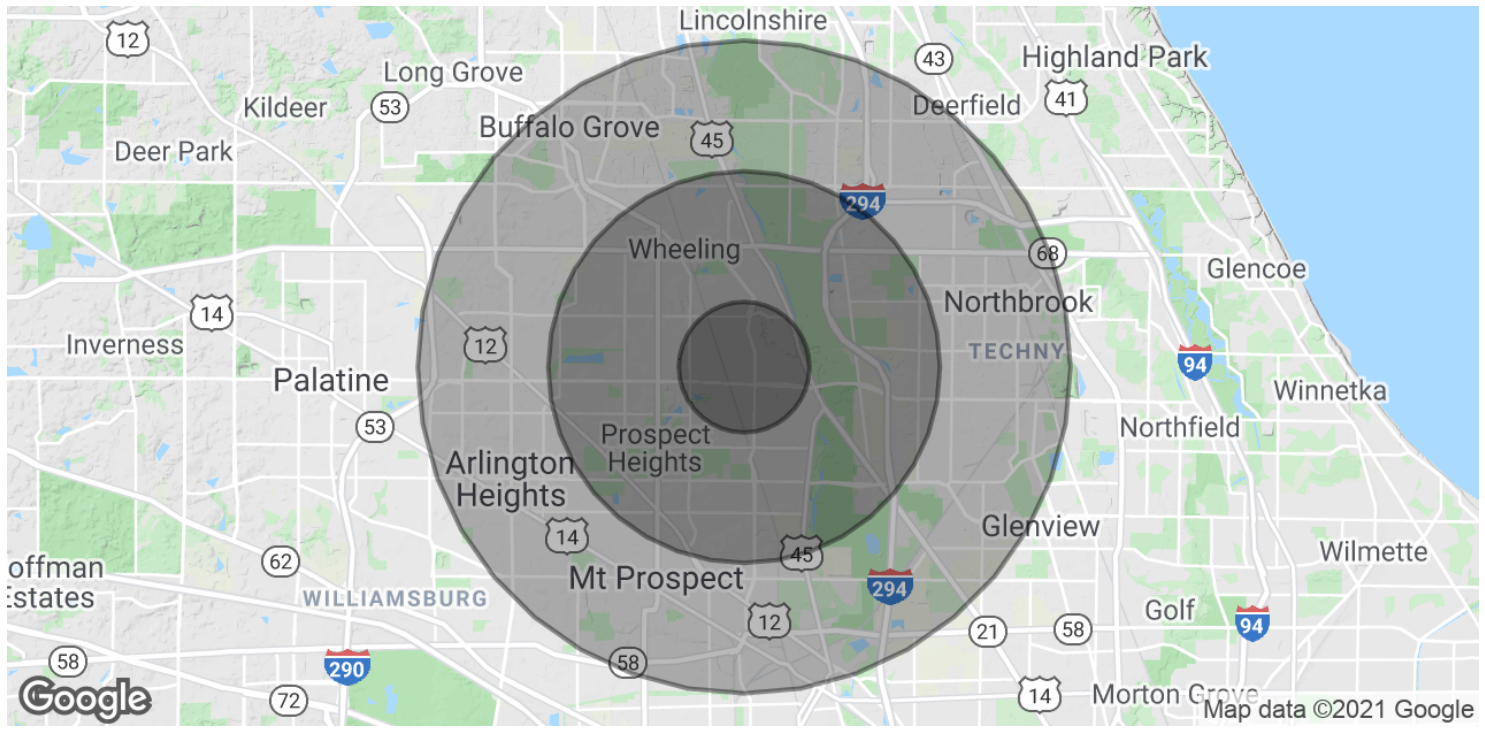 Lincolnshire
12
Highland Park
43
Long Grove
41
53
Deerfield
Kildeer
Buffalo Grove
45
Deer Park
294
Wheeling
68
Glencoe
Northbrook
14
12
Inverness
TECHNY
94
Palatine
Winnetka
53
Northfield
Prospect
Heights
Arlington
Heights
Glenview
14
45
Wilmette
62
offman
Estates
Mt Prospect
294
WILLIAMSBURG
Golf
12
94
21
58
58
58
290
14
72
Morton Grove
Google
Map data ©2021 Google